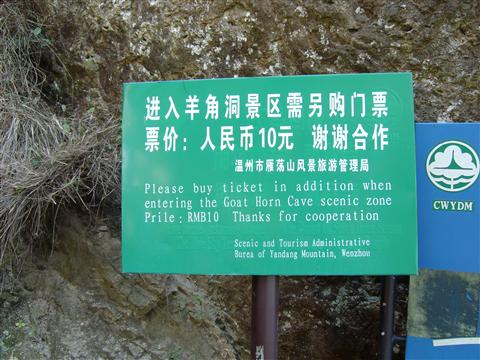 进入羊角洞景区需另购门票
票价：人民币10元 谢谢合作
温州市雁荡山风景旅游管理局
Please buy ticket in addition when
entering the Goat Horn Cave scenic zone
Prile : RMB10 Thanks for cooperation
Scenic and Tourism Administrative
Burea of Yandang Mountain, Wenzhou
CWYDM